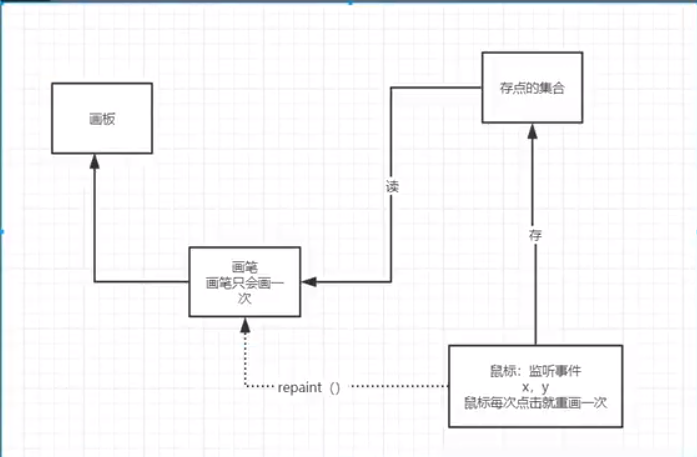 存点的集合
画板
读
存
画笔
画笔只会画一
次
鼠标：监听事件
x，y
鼠标每次点击就重画一次
repaint（）